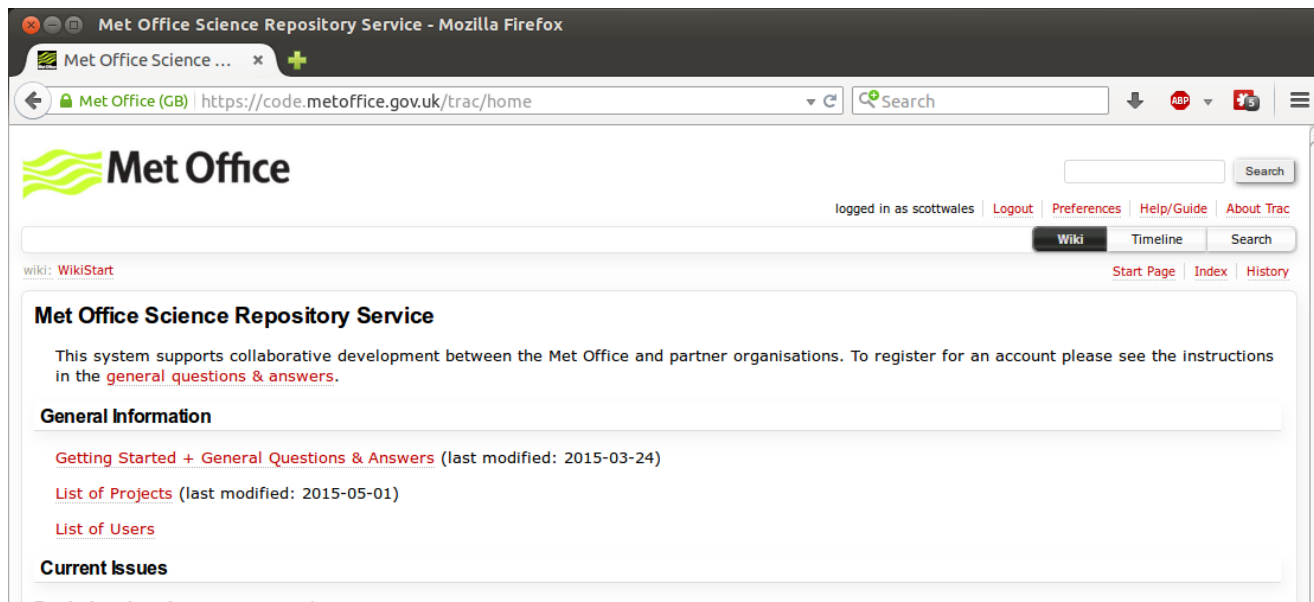 Met Office Science Repository Service - Mozilla Firefox
Met Office Science ...
Met Office (GB) https://code.metoffice.gov.uk/trac/home Search ABP 5
Met Office
Search
logged in as scottwales Logout Preferences Help/Guide About Trac
Wiki Timeline Search
wiki: WikiStart Start Page Index History
Met Office Science Repository Service
This system supports collaborative development between the Met Office and partner organisations. To register for an account please see the instructions
in the general questions & answers.
General Information
Getting Started + General Questions & Answers (last modified: 2015-03-24)
List of Projects (last modified: 2015-05-01)
List of Users
Current Issues